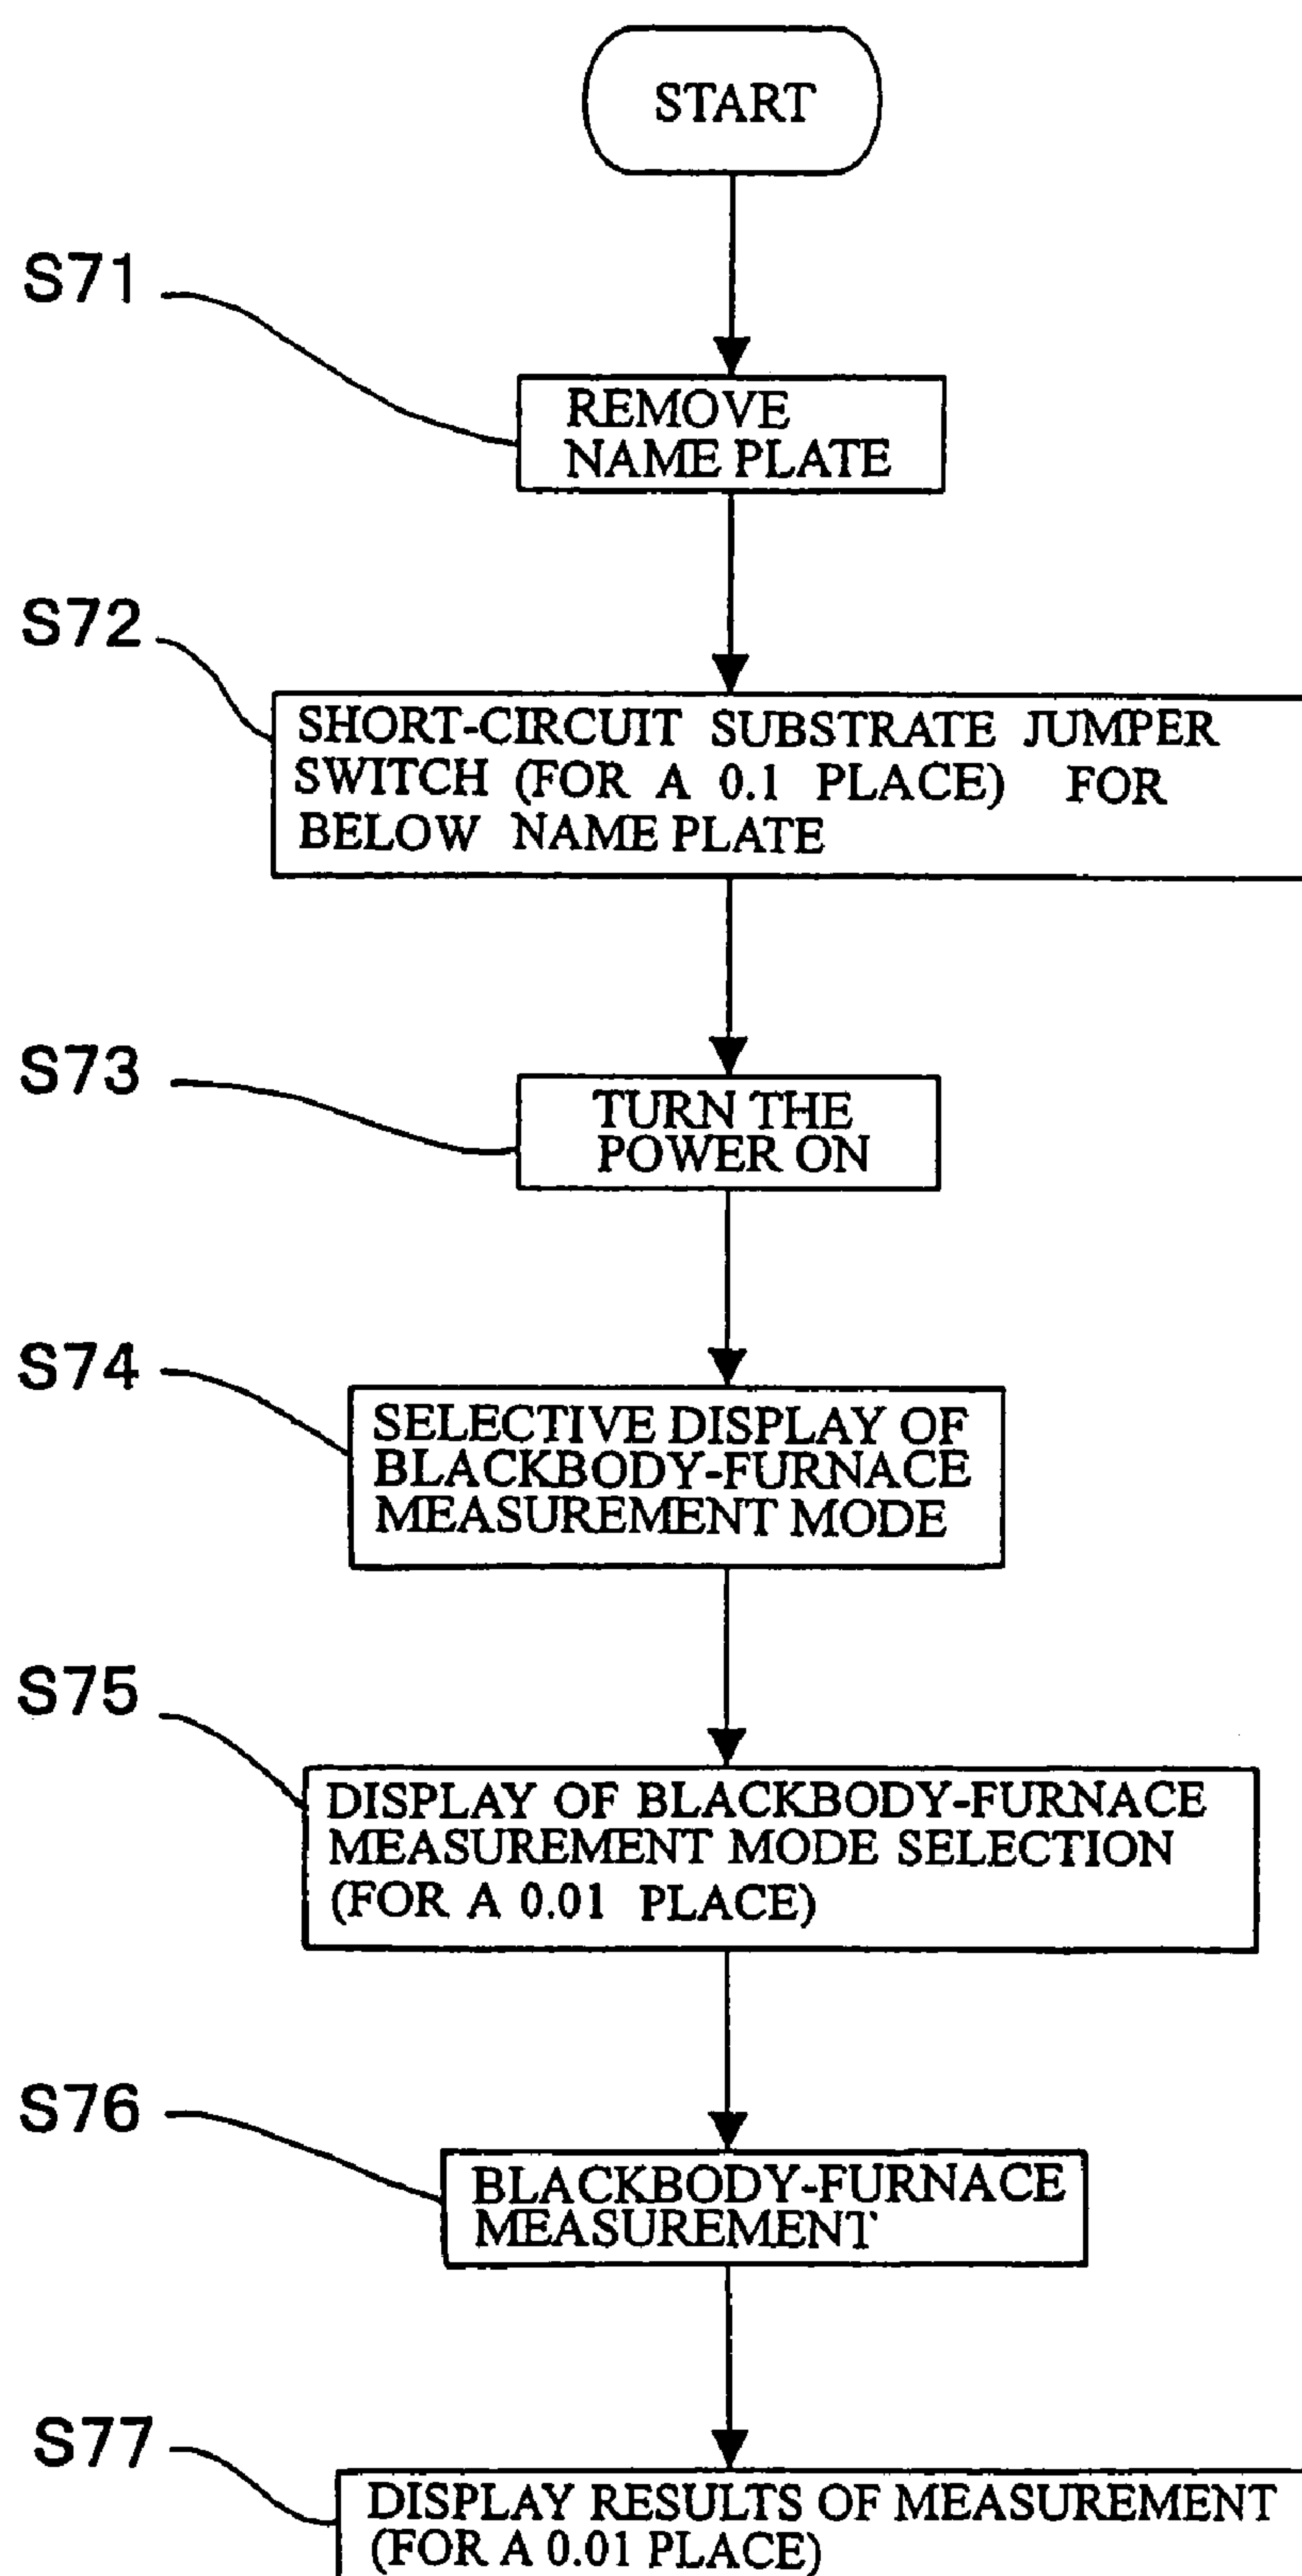 START
S71
REMOVE
NAME PLATE
S72
SHORT-CIRCUIT SUBSTRATE JUMPER
SWITCH (FOR A 0.1 PLACE) FOR
BELOW NAME PLATE
S73
TURN THE
POWER ON
S74
SELECTIVE DISPLAY OF
BLACKBODY-FURNACE
MEASUREMENT MODE
S75
DISPLAY OF BLACKBODY-FURNACE
MEASUREMENT MODE SELECTION
(FOR A 0.01 PLACE)
S76
BLACKBODY-FURNACE
MEASUREMENT
S77
DISPLAY RESULTS OF MEASUREMENT
(FOR A 0.01 PLACE)